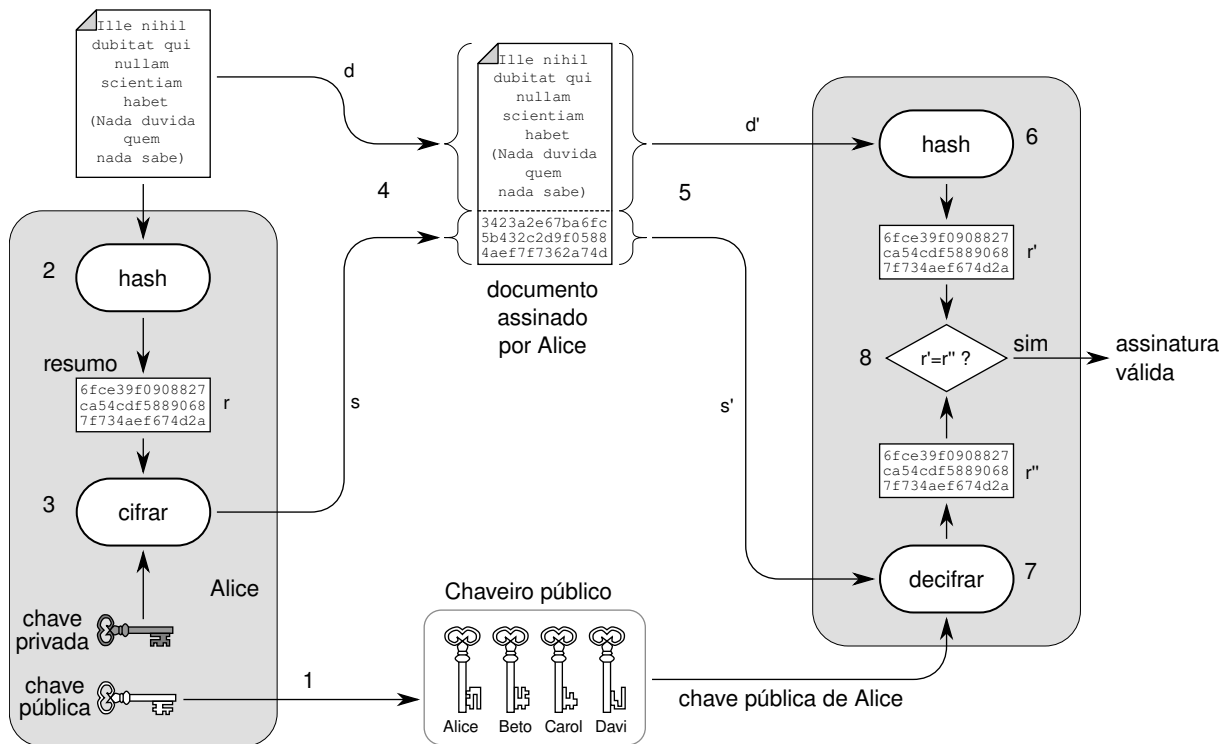 Ille nihil
dubitat qui
nullam
scientiam
habet
(Nada duvida
quem
nada sabe)
d
4
Ille nihil
dubitat qui
nullam
scientiam
habet
(Nada duvida
quem
nada sabe)
3423a2e67ba6fc
5b432c2d9f0588
4aef7f7362a74d
documento
assinado
por Alice
5
d'
s'
2
hash
resumo
6fce39f0908827
ca54cdf5889068
7f734aef674d2a
r
s
3
cifrar
Alice
chave
privada
chave
pública
1
Chaveiro público
Alice
Beto
Carol
Davi
chave pública de Alice
hash
6
6fce39f0908827
ca54cdf5889068
7f734aef674d2a
r'
8
r'=r'' ?
sim
assinatura
válida
6fce39f0908827
ca54cdf5889068
7f734aef674d2a
r''
decifrar
7